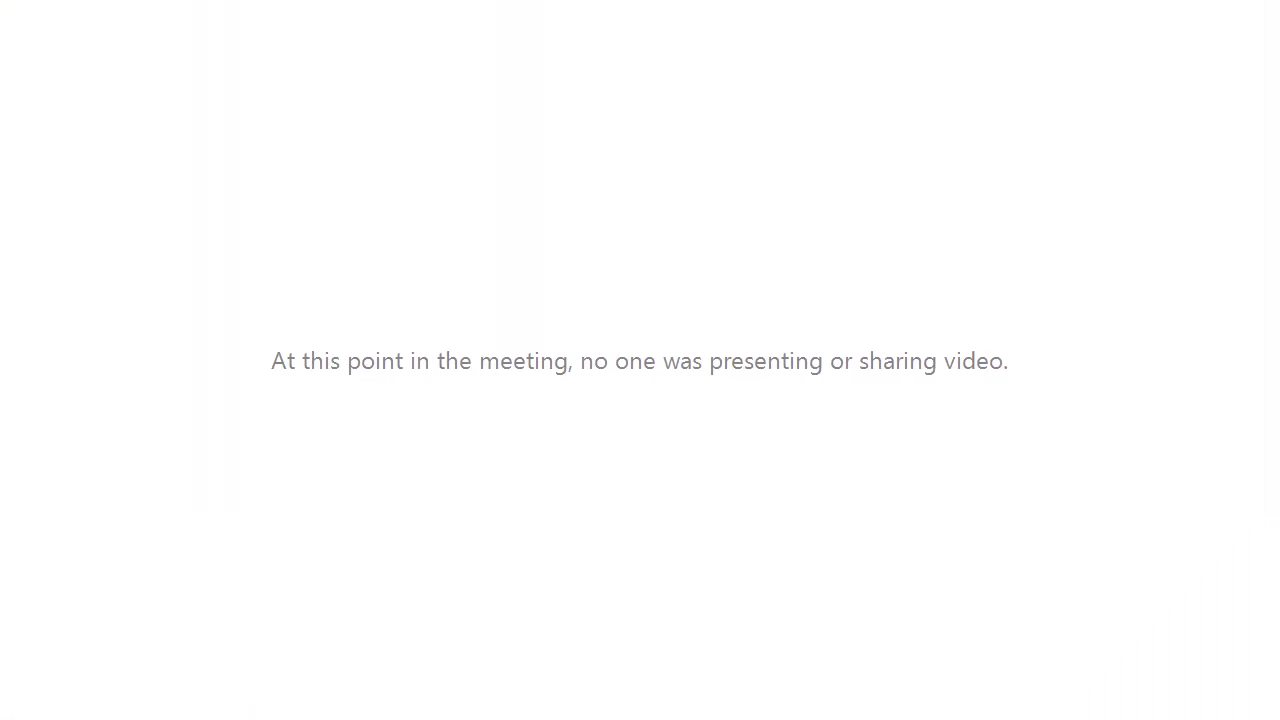 At this point in the meeting, no one was presenting or sharing video.